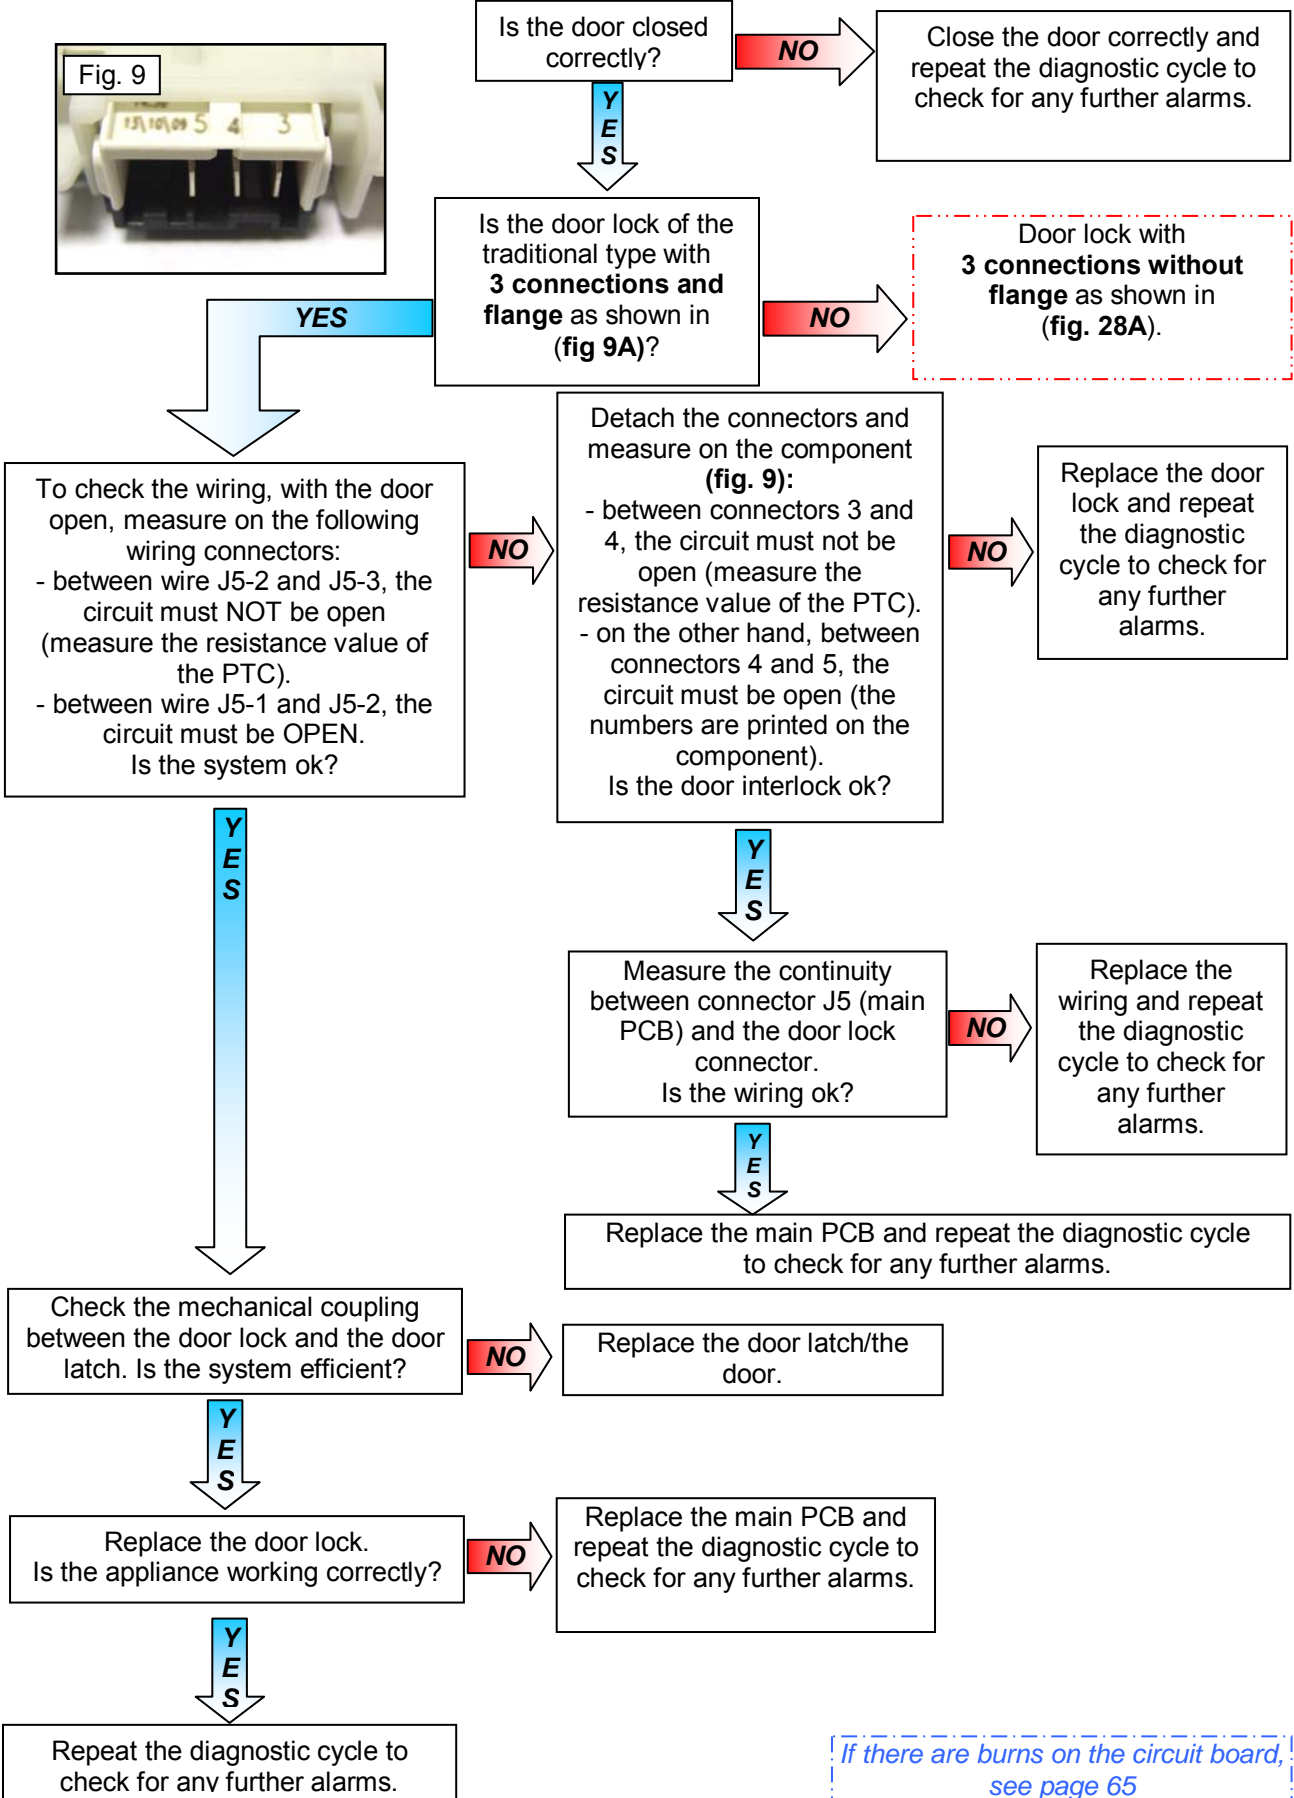 Is the door closed
correctly?
NO
Close the door correctly and
repeat the diagnostic cycle to
check for any further alarms.
Fig. 9
13\10\09 5 4 3
YES
Is the door lock of the
traditional type with
3 connections and
flange as shown in
(fig 9A)?
NO
Door lock with
3 connections without
flange as shown in
(fig. 28A).
YES
To check the wiring, with the door
open, measure on the following
wiring connectors:
- between wire J5-2 and J5-3, the
circuit must NOT be open
(measure the resistance value of
the PTC).
- between wire J5-1 and J5-2, the
circuit must be OPEN.
Is the system ok?
NO
Detach the connectors and
measure on the component
(fig. 9):
- between connectors 3 and
4, the circuit must not be
open (measure the
resistance value of the PTC).
- on the other hand, between
connectors 4 and 5, the
circuit must be open (the
numbers are printed on the
component).
Is the door interlock ok?
NO
Replace the door
lock and repeat
the diagnostic
cycle to check for
any further
alarms.
YES
YES
Measure the continuity
between connector J5 (main
PCB) and the door lock
connector.
Is the wiring ok?
NO
Replace the
wiring and repeat
the diagnostic
cycle to check for
any further
alarms.
YES
Replace the main PCB and repeat the diagnostic cycle
to check for any further alarms.
Check the mechanical coupling
between the door lock and the door
latch. Is the system efficient?
NO
Replace the door latch/the
door.
YES
Replace the door lock.
Is the appliance working correctly?
NO
Replace the main PCB and
repeat the diagnostic cycle to
check for any further alarms.
YES
Repeat the diagnostic cycle to
check for any further alarms.
If there are burns on the circuit board,
see page 65